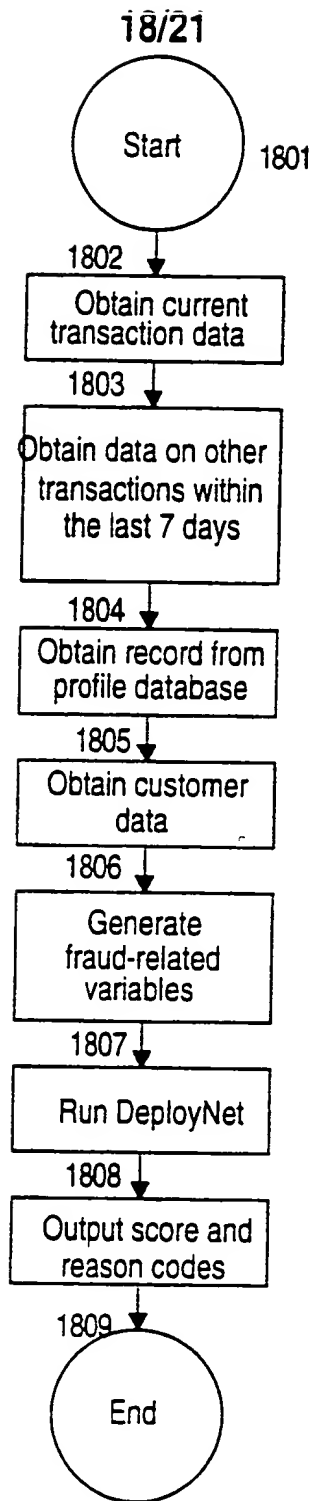 18/21
Start
1801
1802
Obtain current
transaction data
1803
Obtain data on other
transactions within
the last 7 days
1804
Obtain record from
profile database
1805
Obtain customer
data
1806
Generate
fraud-related
variables
1807
Run DeployNet
1808
Output score and
reason codes
1809
End